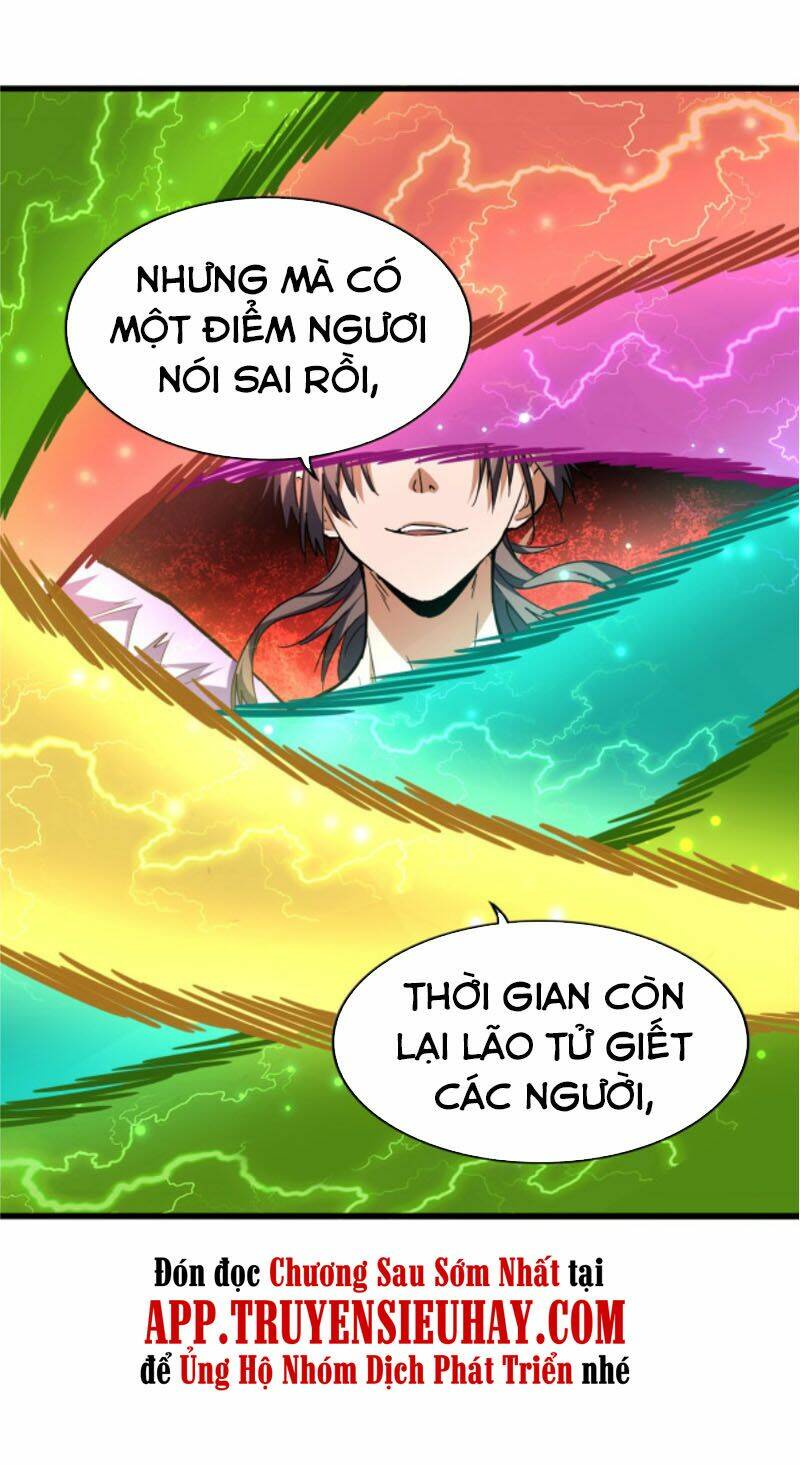 NHƯNG MÀ CÓ
MỘT ĐIỂM NGƯƠI
NÓI SAI RỒI,
THỜI GIAN CÒN
LẠI LÃO TỬ GIẾT
CÁC NGƯỜI,
Đón đọc Chương Sau Sớm Nhất tại
APP.TRUYENSIEUHAY.COM
để Ủng Hộ Nhóm Dịch Phát Triển nhé